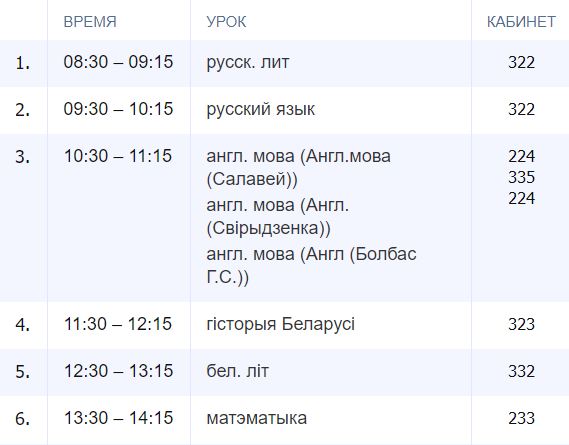 ВРЕМЯ УРОК КАБИНЕТ
1. 08:30 – 09:15 русск. лит 322
2. 09:30 – 10:15 русский язык 322
3. 10:30 – 11:15 англ. мова (Англ.мова 224
(Салавей)) 335
англ. мова (Англ. 224
(Свірыдзенка))
англ. мова (Англ (Болбас
Г.С.))
4. 11:30 – 12:15 гісторыя Беларусі 323
5. 12:30 – 13:15 бел. літ 332
6. 13:30 – 14:15 матэматыка 233